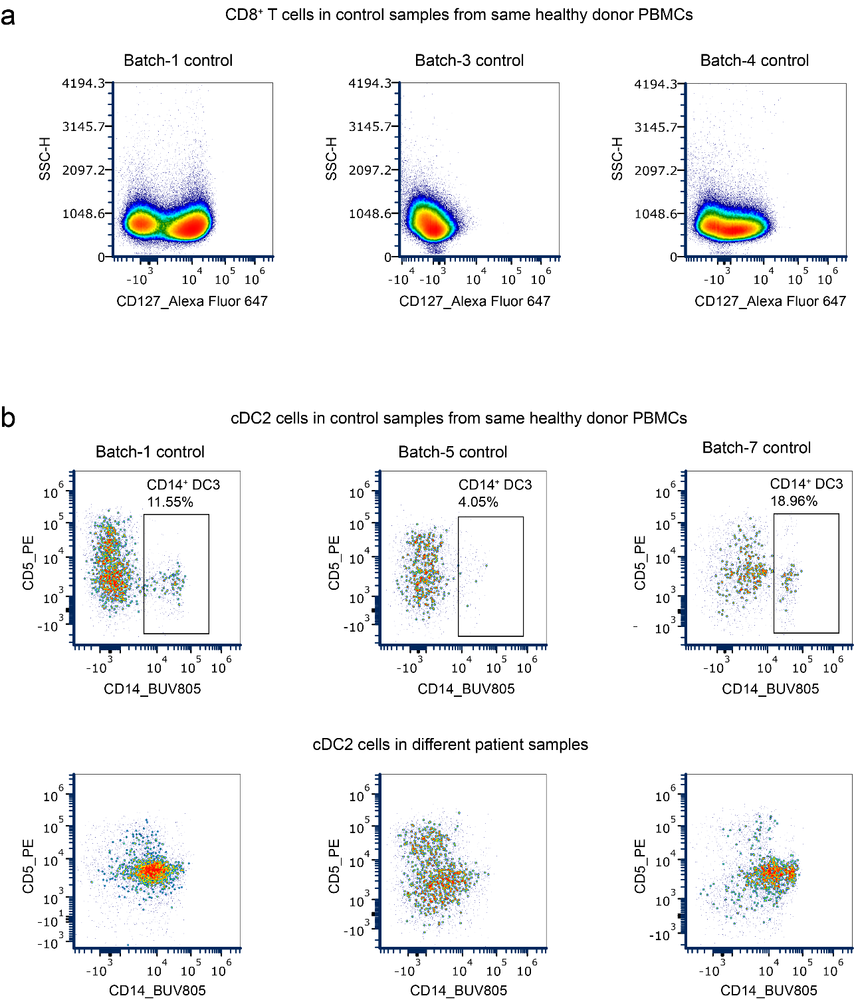 a
CD8⁺ T cells in control samples from same healthy donor PBMCs
Batch-1 control
4194.3
3145.7
2097.2
1048.6
0
SSC-H
-10³ 10⁴ 10⁵ 10⁶
CD127_Alexa Fluor 647
Batch-3 control
4194.3
3145.7
2097.2
1048.6
0
SSC-H
-10⁴ -10³ 10⁴ 10⁵ 10⁶
CD127_Alexa Fluor 647
Batch-4 control
4194.3
3145.7
2097.2
1048.6
0
SSC-H
-10³ 10⁴ 10⁵ 10⁶
CD127_Alexa Fluor 647
b
cDC2 cells in control samples from same healthy donor PBMCs
Batch-1 control
CD14⁺ DC3
11.55%
10⁶
10⁵
10⁴
10³
-10³
CD5_PE
-10³ 10⁴ 10⁵ 10⁶
CD14_BUV805
Batch-5 control
CD14⁺ DC3
4.05%
10⁶
10⁵
10⁴
10³
-10³
CD5_PE
-10³ 10⁴ 10⁵ 10⁶
CD14_BUV805
Batch-7 control
CD14⁺ DC3
18.96%
10⁶
10⁵
10⁴
10³
- 10³
CD5_PE
-10³ 10⁴ 10⁵ 10⁶
CD14_BUV805
cDC2 cells in different patient samples
10⁶
10⁵
10⁴
10³
-10¹
-10³
CD5_PE
-10³ 10⁴ 10⁵ 10⁶
CD14_BUV805
10⁶
10⁵
10⁴
10³
-10³
CD5_PE
-10³ 10⁴ 10⁵ 10⁶
CD14_BUV805
10⁶
10⁵
10⁴
10³
-10³
CD5_PE
-10³ 10⁴ 10⁵ 10⁶
CD14_BUV805